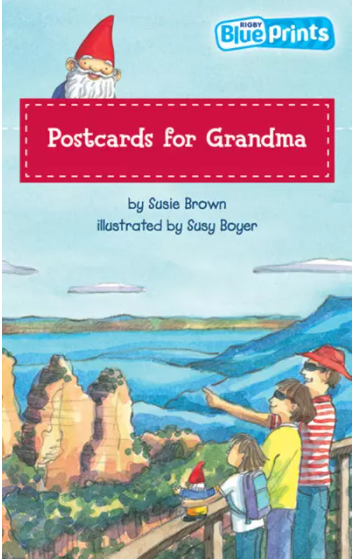 RIGBY
Blue Prints
Postcards for Grandma
by Susie Brown
illustrated by Susy Boyer